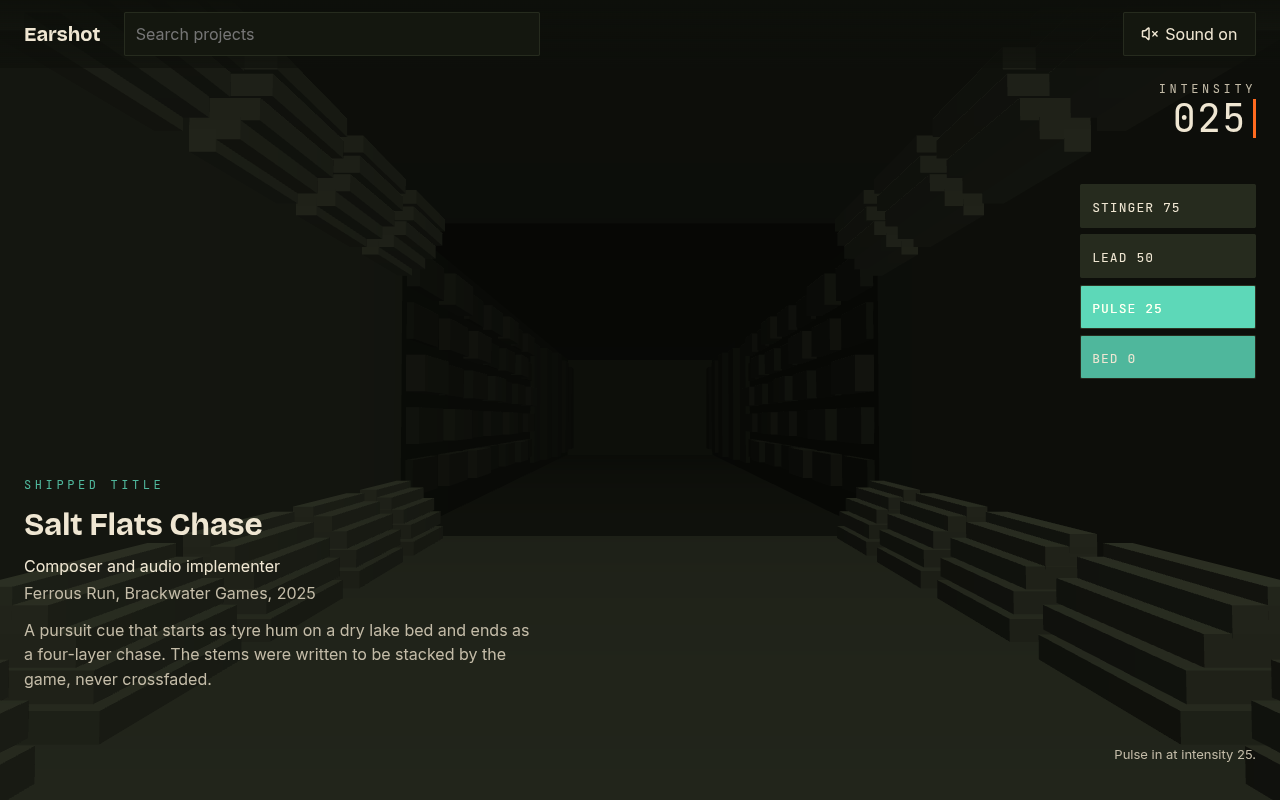 Earshot
Search projects
Sound on
INTENSITY
025
STINGER 75
LEAD 50
PULSE 25
BED 0
SHIPPED TITLE
Salt Flats Chase
Composer and audio implementer
Ferrous Run, Brackwater Games, 2025
A pursuit cue that starts as tyre hum on a dry lake bed and ends as
a four-layer chase. The stems were written to be stacked by the
game, never crossfaded.
Pulse in at intensity 25.